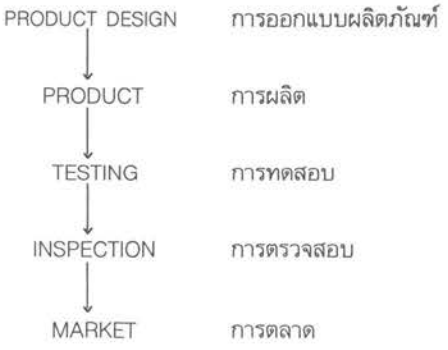 PRODUCT DESIGN การออกแบบผลิตภัณฑ์
PRODUCT การผลิต
TESTING การทดสอบ
INSPECTION การตรวจสอบ
MARKET การตลาด